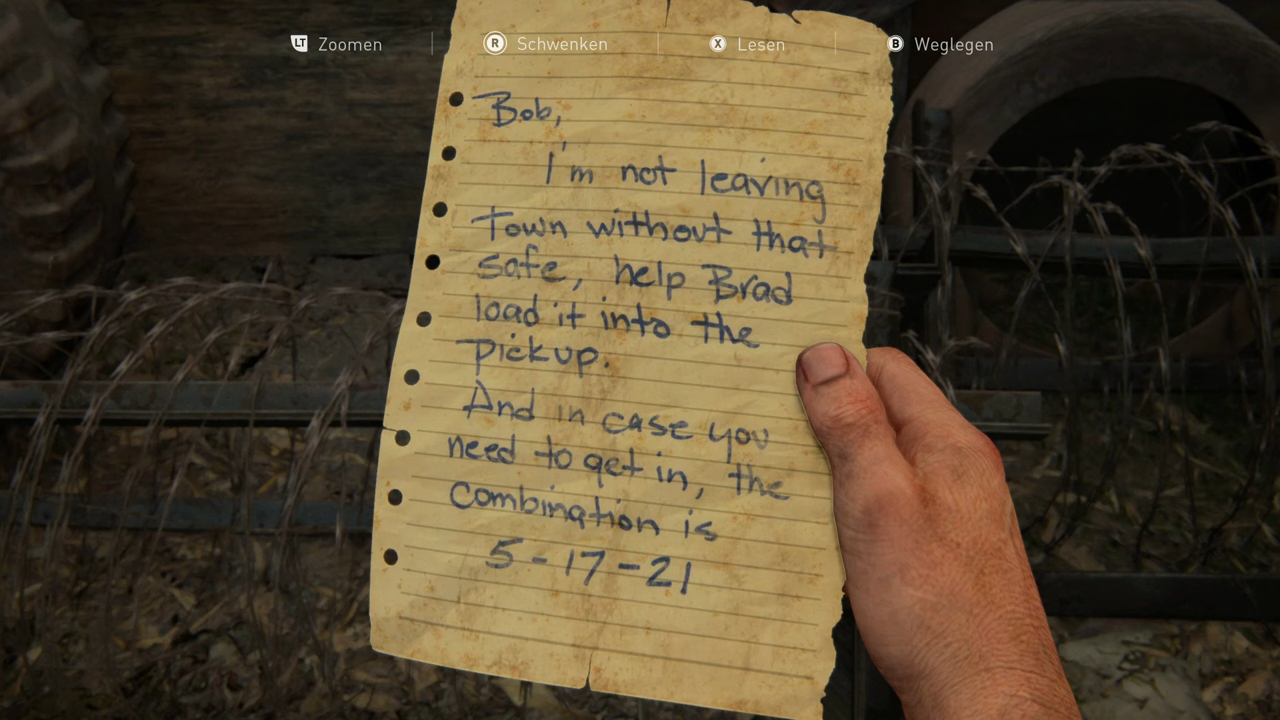 LT Zoomen R Schwenken X Lesen B Weglegen
Bob,
I'm not leaving
Town without that
safe, help Brad
load it into the
pickup.
And in case you
need to get in, the
Combination is
5-17-21